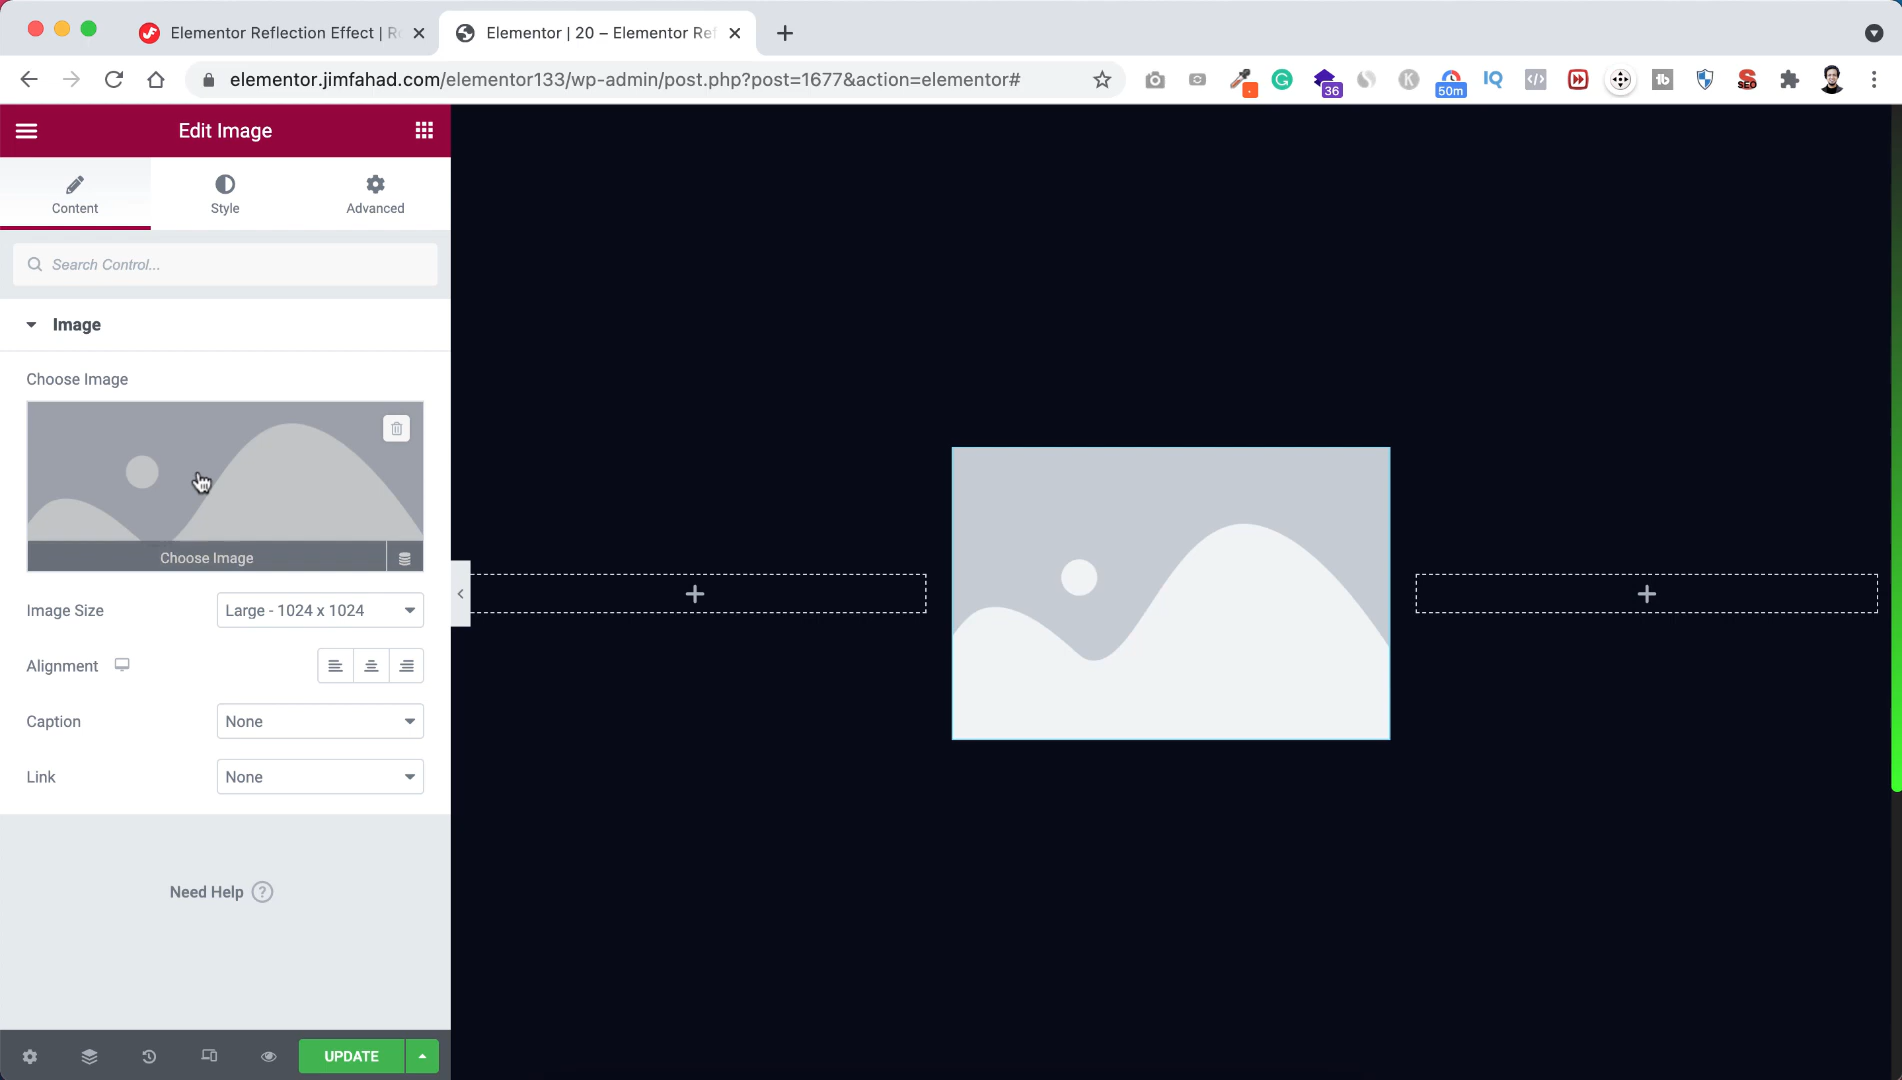 Elementor Reflection Effect | R
Elementor | 20 – Elementor Ref
elementor.jimfahad.com/elementor133/wp-admin/post.php?post=1677&action=elementor#
36
50m
IQ
SEO
Edit Image
Content
Style
Advanced
Search Control...
Image
Choose Image
Choose Image
Image Size
Large - 1024 x 1024
Alignment
Caption
None
Link
None
Need Help ?
UPDATE